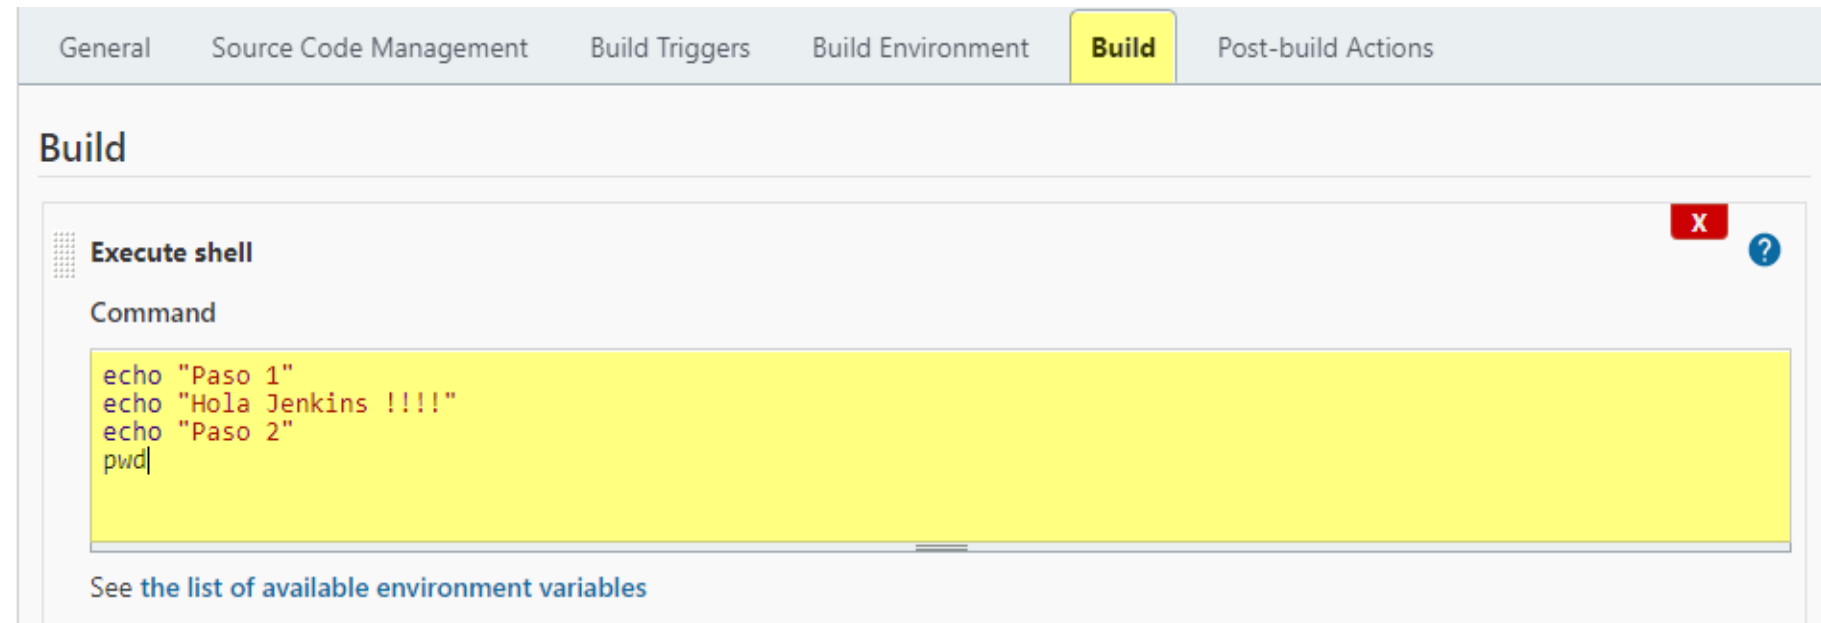 General Source Code Management Build Triggers Build Environment Build Post-build Actions
Build
X
Execute shell
?
Command
echo "Paso 1"
echo "Hola Jenkins !!!!"
echo "Paso 2"
pwd
See the list of available environment variables